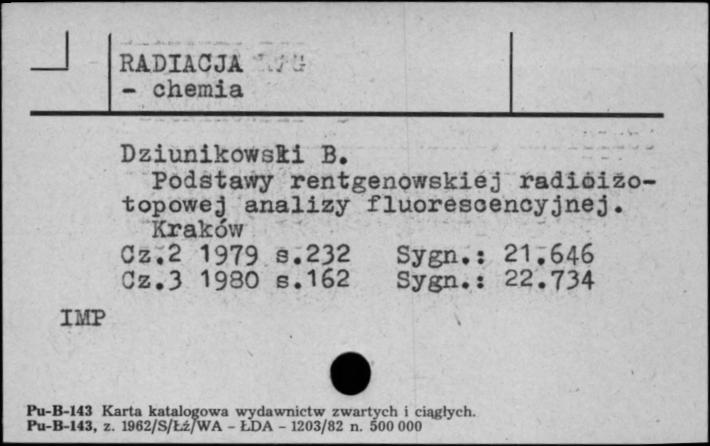 RADIACJA
- chemia
Dziunikowski B.
Podstawy rentgenowskiej radioizo-
topowej analizy fluorescencyjnej.
Kraków
Cz.2 1979 s.232 Sygn.: 21.646
Cz.3 1980 s.162 Sygn.: 22.734
IMP
Pu-B-143 Karta katalogowa wydawnictw zwartych i ciągłych.
Pu-B-143, z. 1962/S/Łź/WA - ŁDA - 1203/82 n. 500 000